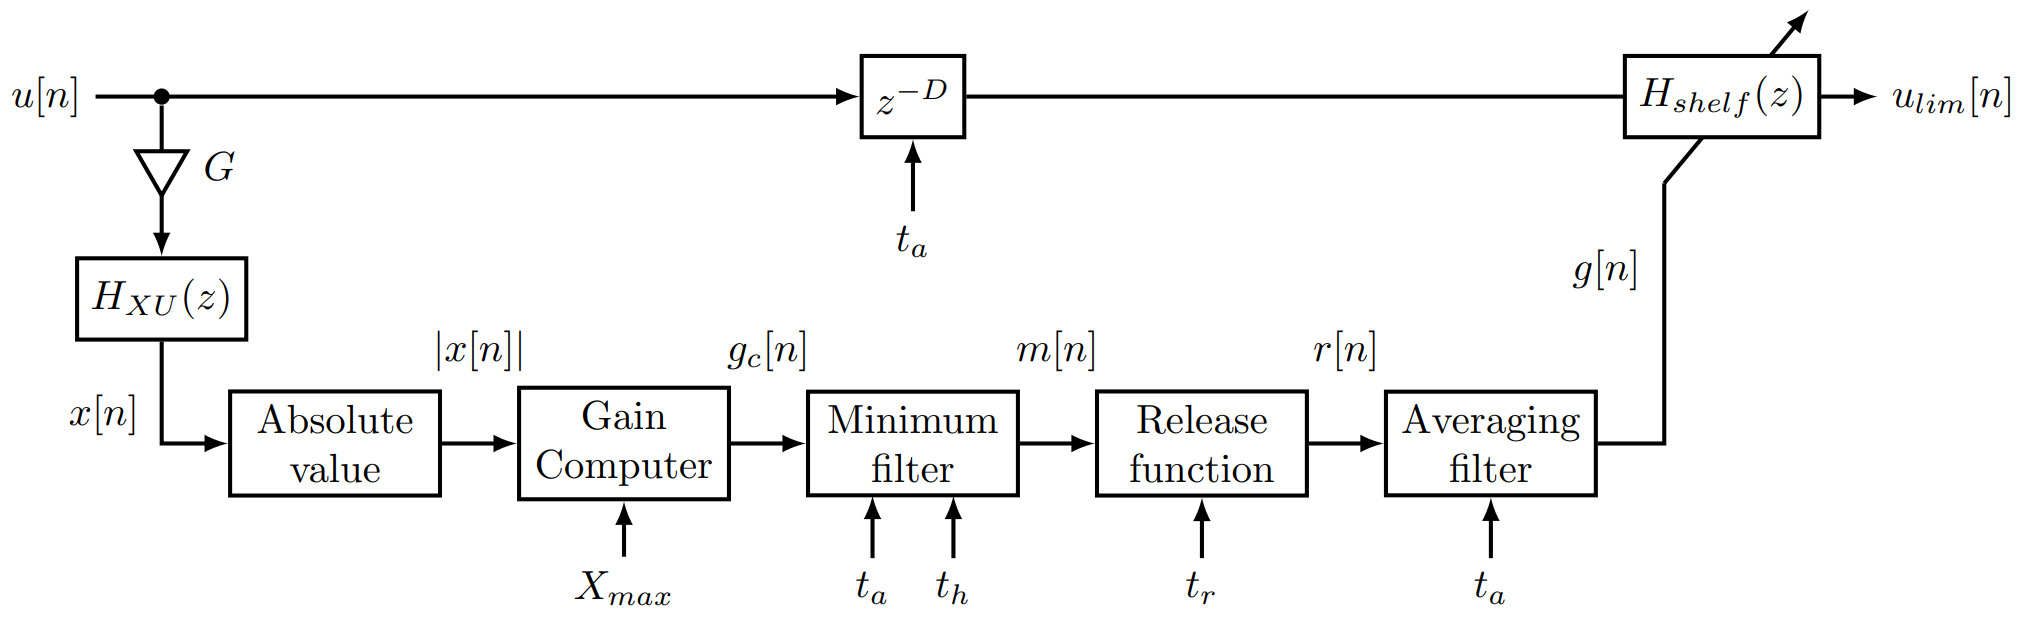 u[n]
z^{-D}
H_{shelf}(z)
u_{lim}[n]
G
t_a
H_{XU}(z)
g[n]
|x[n]|
g_c[n]
m[n]
r[n]
x[n]
Absolute
value
Gain
Computer
Minimum
filter
Release
function
Averaging
filter
X_{max}
t_a
t_h
t_r
t_a